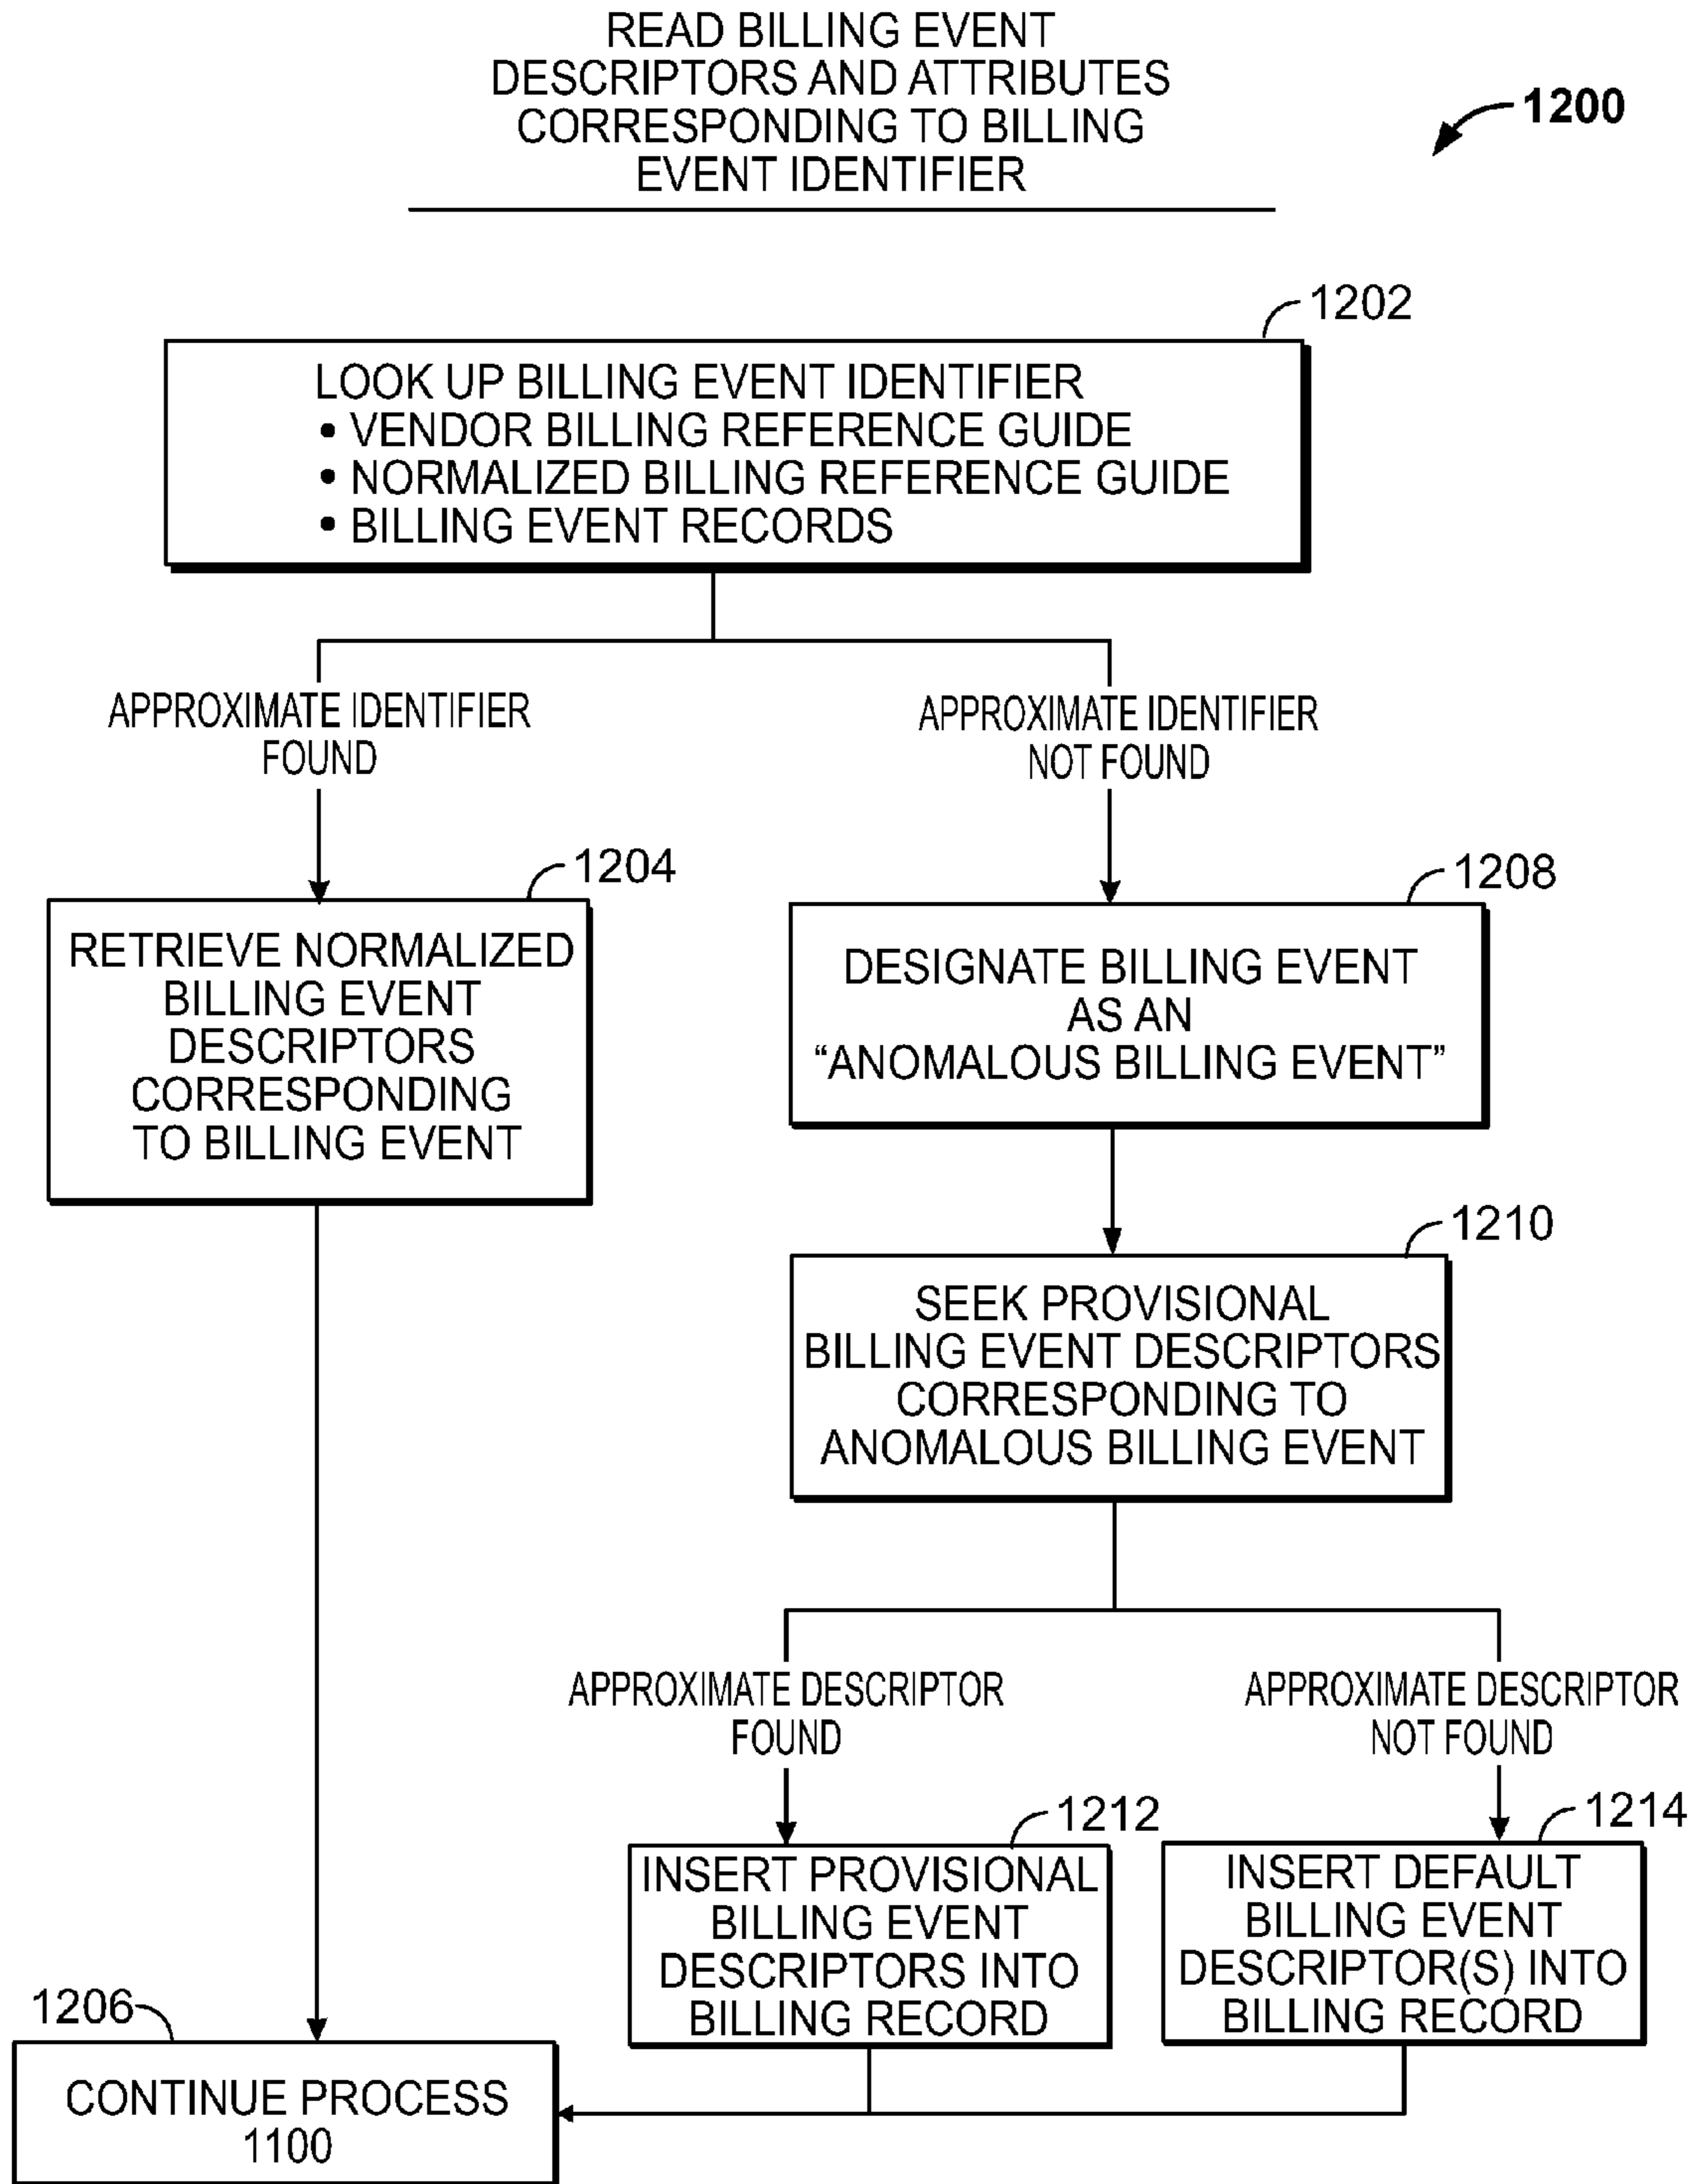 READ BILLING EVENT
DESCRIPTORS AND ATTRIBUTES
CORRESPONDING TO BILLING
EVENT IDENTIFIER
1200
1202
LOOK UP BILLING EVENT IDENTIFIER
• VENDOR BILLING REFERENCE GUIDE
• NORMALIZED BILLING REFERENCE GUIDE
• BILLING EVENT RECORDS
APPROXIMATE IDENTIFIER
FOUND
APPROXIMATE IDENTIFIER
NOT FOUND
1204
RETRIEVE NORMALIZED
BILLING EVENT
DESCRIPTORS
CORRESPONDING
TO BILLING EVENT
1208
DESIGNATE BILLING EVENT
AS AN
“ANOMALOUS BILLING EVENT”
1210
SEEK PROVISIONAL
BILLING EVENT DESCRIPTORS
CORRESPONDING TO
ANOMALOUS BILLING EVENT
APPROXIMATE DESCRIPTOR
FOUND
APPROXIMATE DESCRIPTOR
NOT FOUND
1212
INSERT PROVISIONAL
BILLING EVENT
DESCRIPTORS INTO
BILLING RECORD
1214
INSERT DEFAULT
BILLING EVENT
DESCRIPTOR(S) INTO
BILLING RECORD
1206
CONTINUE PROCESS
1100